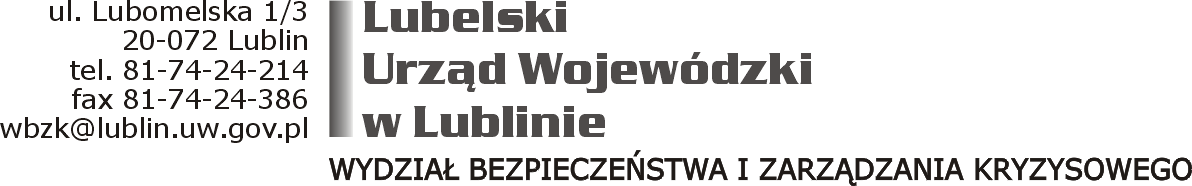 ul. Lubomelska 1/3
20-072 Lublin
tel. 81-74-24-214
fax 81-74-24-386
wbzk@lublin.uw.gov.pl
Lubelski
Urząd Wojewódzki
w Lublinie
WYDZIAŁ BEZPIECZEŃSTWA I ZARZĄDZANIA KRYZYSOWEGO